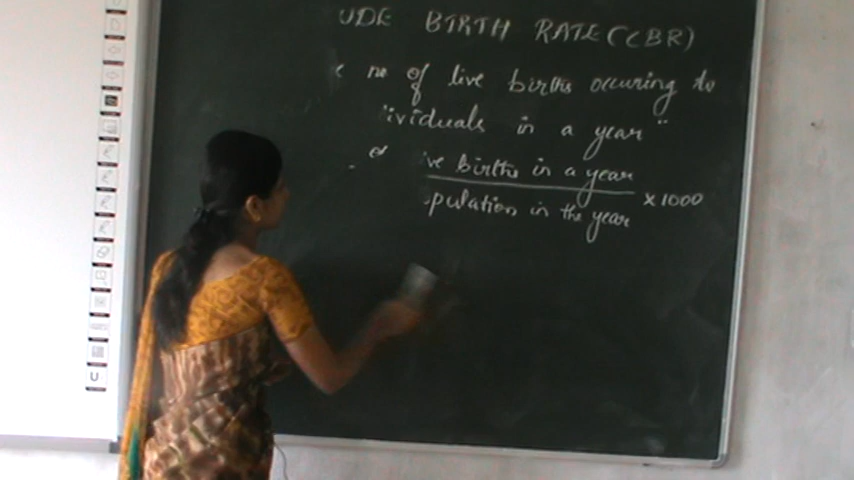 UDE BIRTH RATE (CBR)
no of live births occuring to
ividuals in a year"
ive births in a year
pulation in the year x 1000